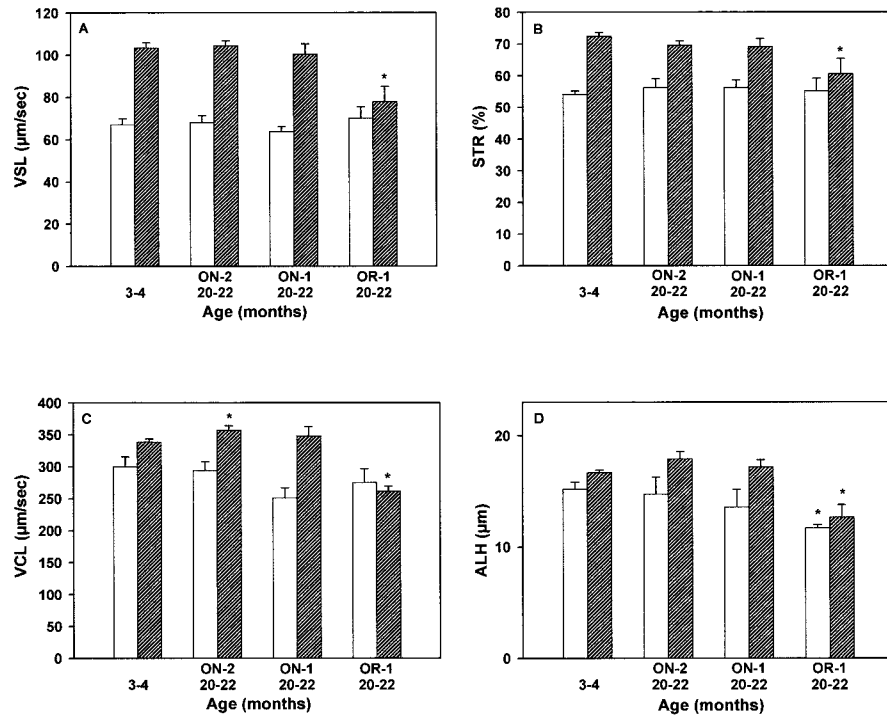 A
120
100
80
60
40
20
0
VSL (µm/sec)
*
3-4
ON-2
20-22
ON-1
20-22
OR-1
20-22
Age (months)
B
80
70
60
50
40
30
20
10
0
STR (%)
*
3-4
ON-2
20-22
ON-1
20-22
OR-1
20-22
Age (months)
C
400
350
300
250
200
150
100
50
0
VCL (µm/sec)
*
*
3-4
ON-2
20-22
ON-1
20-22
OR-1
20-22
Age (months)
D
20
10
0
ALH (µm)
*
*
3-4
ON-2
20-22
ON-1
20-22
OR-1
20-22
Age (months)